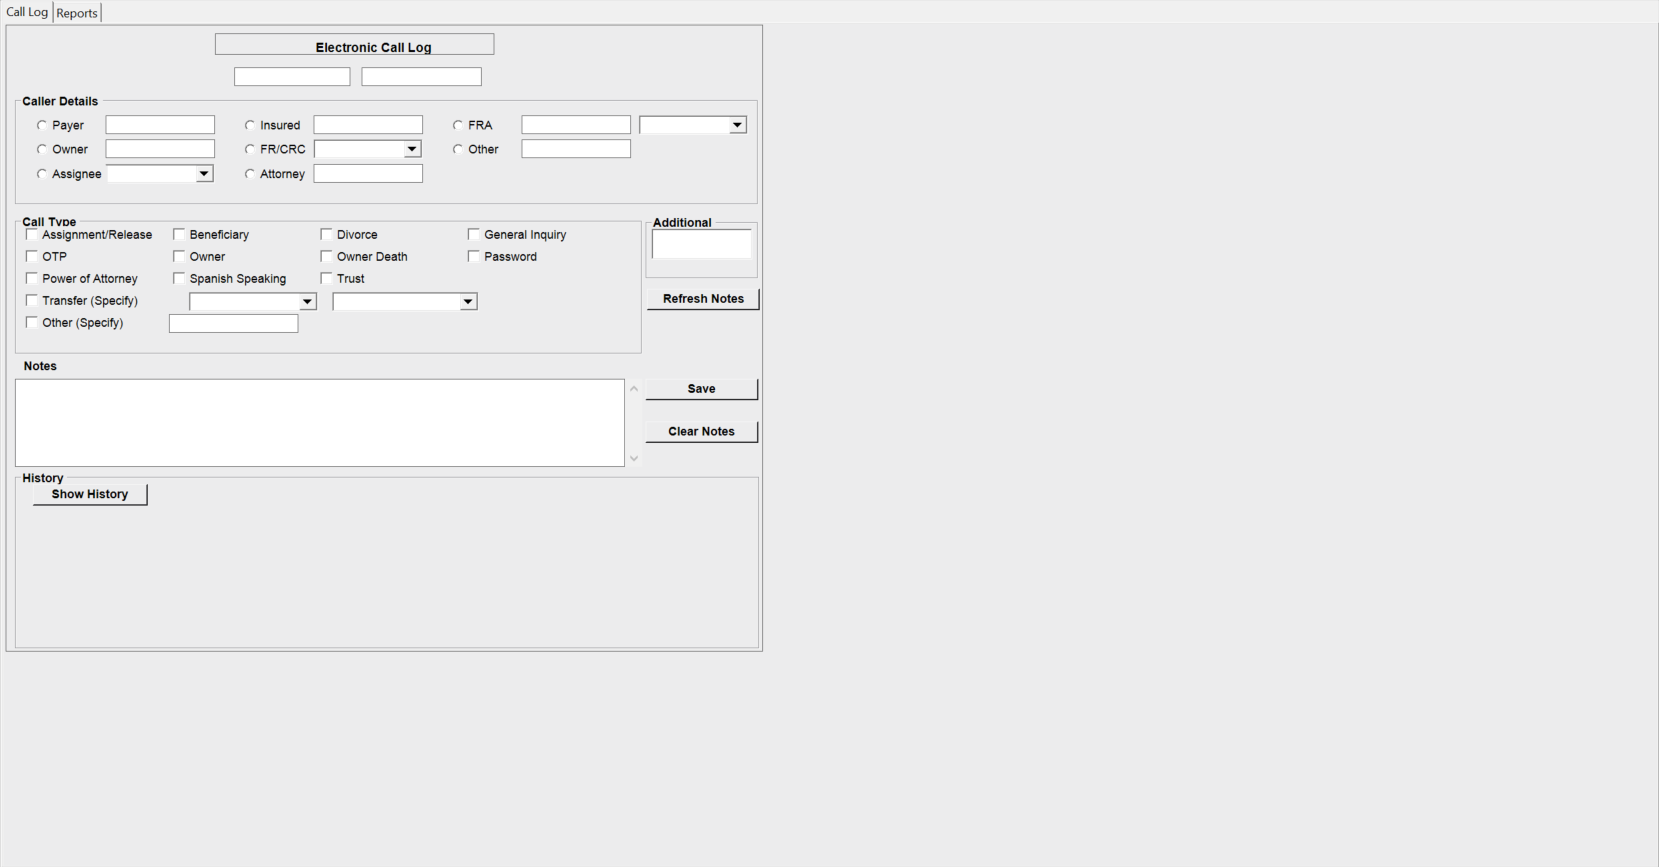 Call Log Reports
Electronic Call Log
Caller Details
Payer Insured FRA
Owner FR/CRC Other
Assignee Attorney
Call Type
Additional
Assignment/Release Beneficiary Divorce General Inquiry
OTP Owner Owner Death Password
Power of Attorney Spanish Speaking Trust
Transfer (Specify)
Refresh Notes
Other (Specify)
Notes
Save
Clear Notes
History
Show History